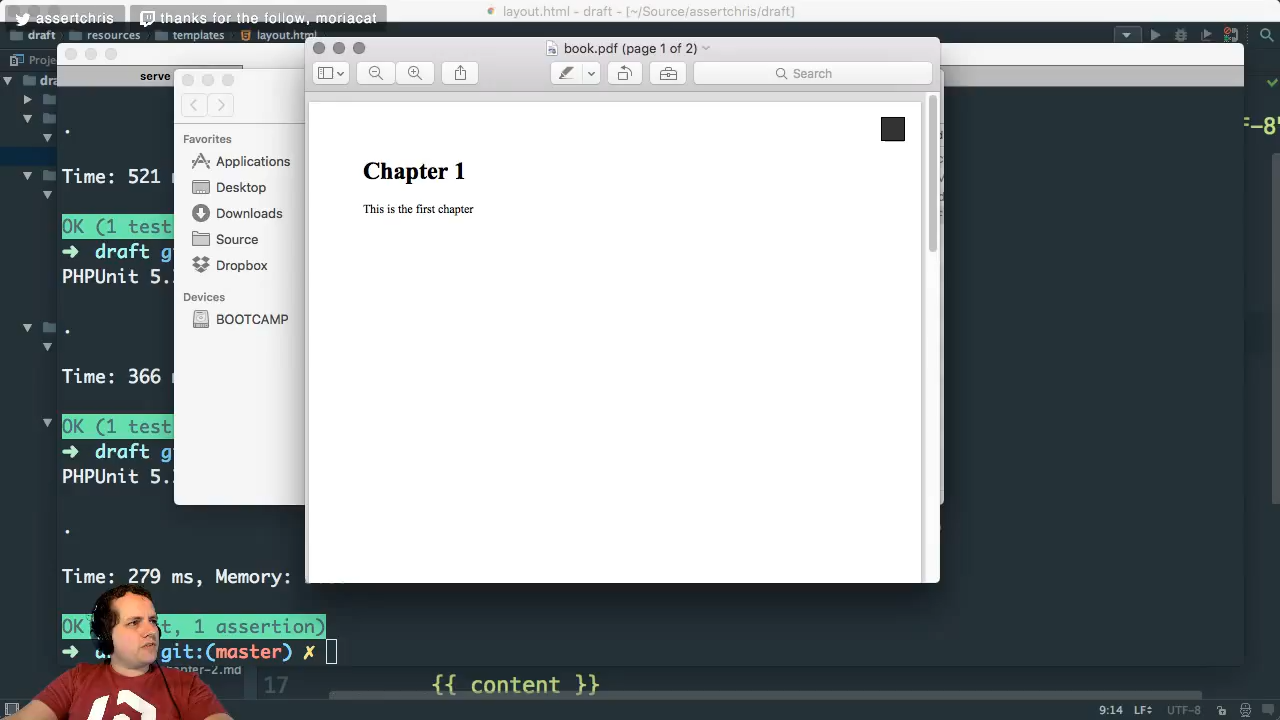 assertchris
thanks for the follow, moriacat
layout.html - draft - [~/Source/assertchris/draft]
draft
resources
templates
layout.html
book.pdf (page 1 of 2)
serve
Search
Favorites
Applications
Desktop
Downloads
Source
Dropbox
Devices
BOOTCAMP
Chapter 1
This is the first chapter
.
Time: 521
OK (1 test
➜ draft
PHPUnit
.
Time: 366
OK (1 test
➜ draft
PHPUnit
.
Time: 279 ms, Memory:
OK
, 1 assertion)
➜
git:(master) ✗
17
{{ content }}
9:14
LF
UTF-8